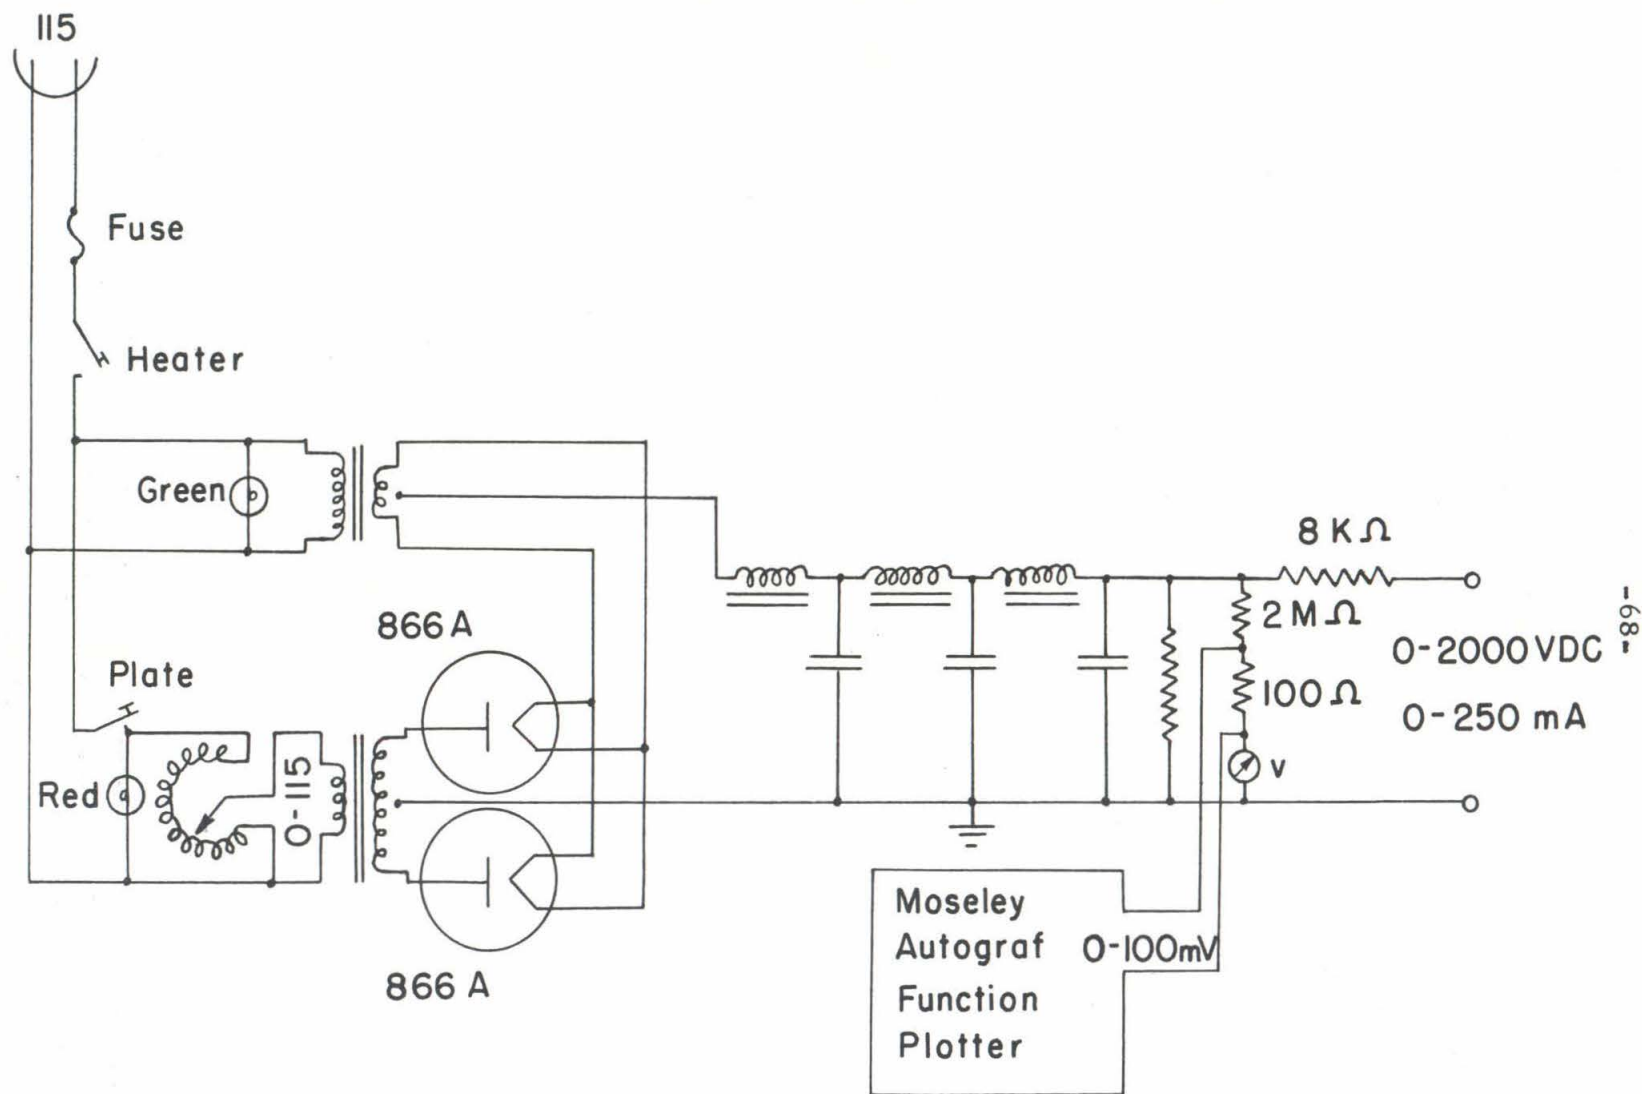 115
Fuse
Heater
Green
866 A
Plate
Red
0-115
866 A
8 K Ω
2 M Ω
100 Ω
V
0-2000 VDC
0-250 mA
Moseley
Autograf
Function
Plotter
0-100mV
-68-